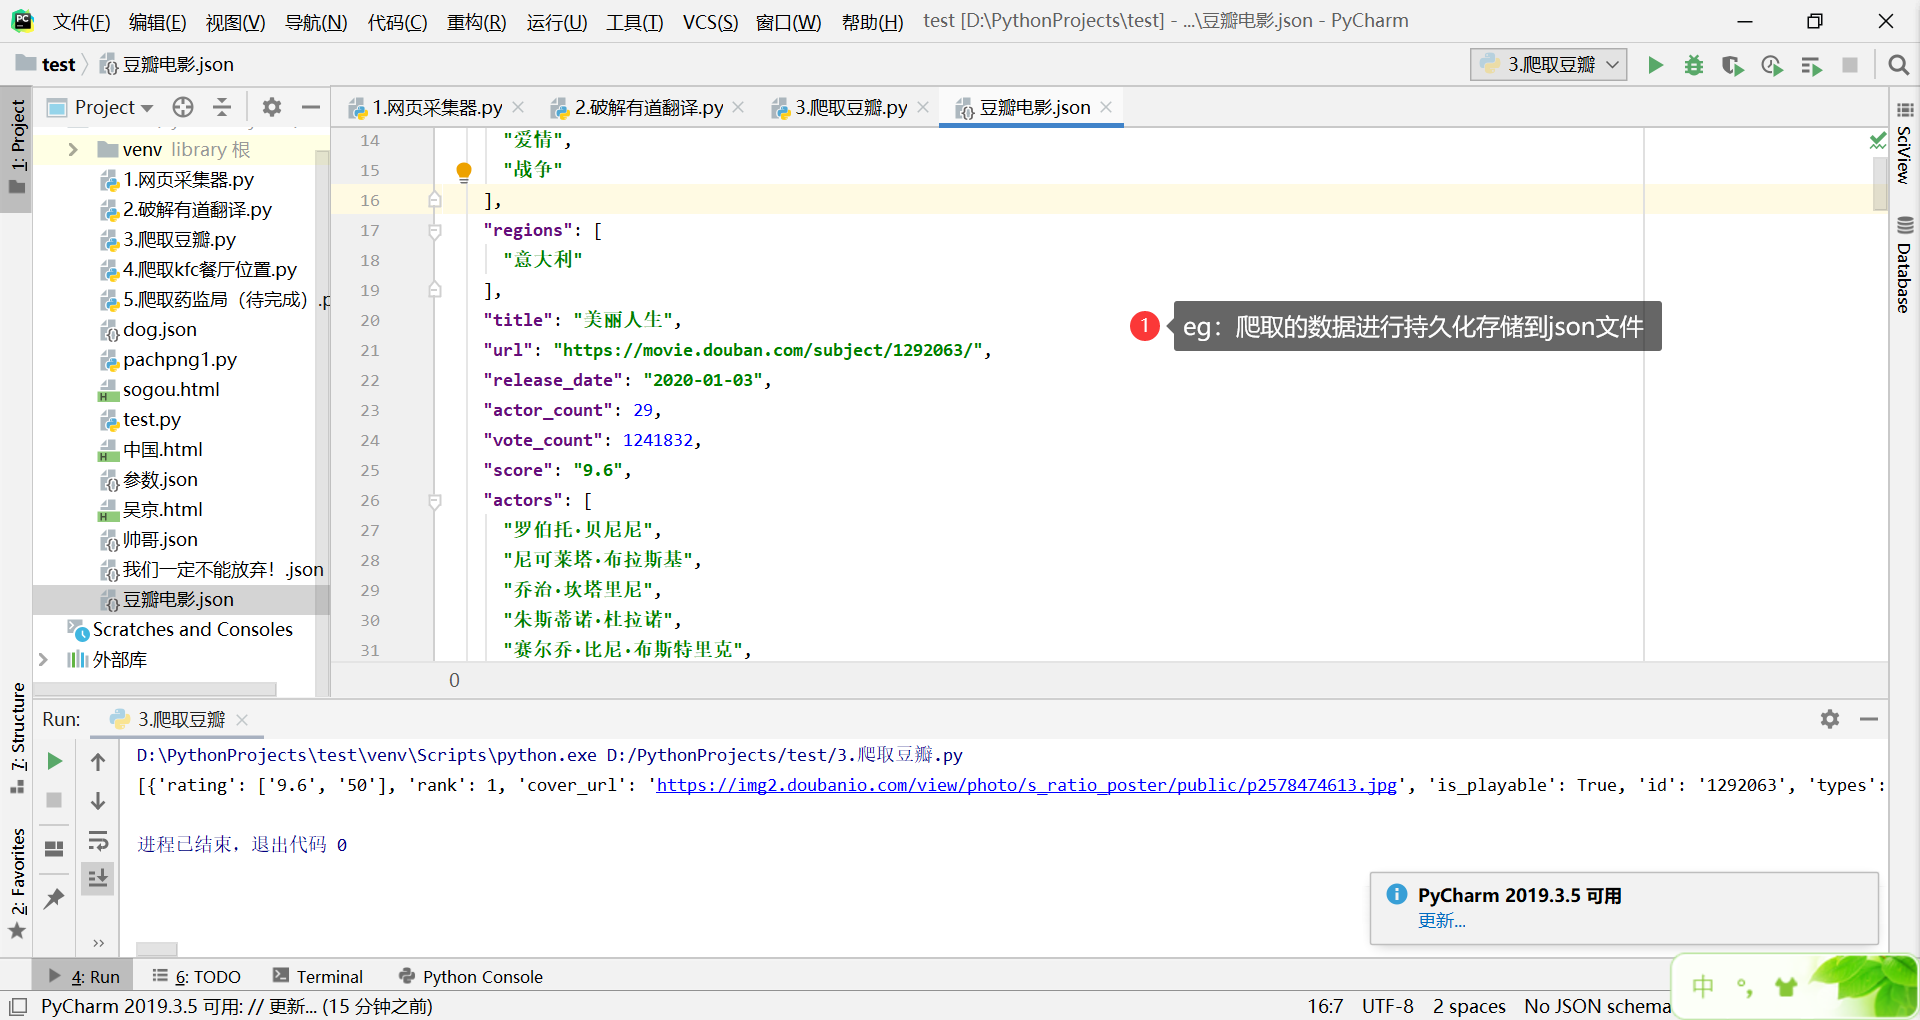 文件(F) 编辑(E) 视图(V) 导航(N) 代码(C) 重构(R) 运行(U) 工具(T) VCS(S) 窗口(W) 帮助(H) test [D:\PythonProjects\test] - ...\豆瓣电影.json - PyCharm
test 豆瓣电影.json 3.爬取豆瓣
Project 1.网页采集器.py 2.破解有道翻译.py 3.爬取豆瓣.py 豆瓣电影.json
1: Project
7: Structure
2: Favorites
venv library 根
1.网页采集器.py
2.破解有道翻译.py
3.爬取豆瓣.py
4.爬取kfc餐厅位置.py
5.爬取药监局（待完成）.p
dog.json
pachpng1.py
sogou.html
test.py
中国.html
参数.json
吴京.html
帅哥.json
我们一定不能放弃！.json
豆瓣电影.json
Scratches and Consoles
外部库
14 "爱情",
15 "战争"
16 ],
17 "regions": [
18 "意大利"
19 ],
20 "title": "美丽人生",
21 "url": "https://movie.douban.com/subject/1292063/",
22 "release_date": "2020-01-03",
23 "actor_count": 29,
24 "vote_count": 1241832,
25 "score": "9.6",
26 "actors": [
27 "罗伯托·贝尼尼",
28 "尼可莱塔·布拉斯基",
29 "乔治·坎塔里尼",
30 "朱斯蒂诺·杜拉诺",
31 "赛尔乔·比尼·布斯特里克",
0
1 eg：爬取的数据进行持久化存储到json文件
SciView
Database
Run: 3.爬取豆瓣
D:\PythonProjects\test\venv\Scripts\python.exe D:/PythonProjects/test/3.爬取豆瓣.py
[{'rating': ['9.6', '50'], 'rank': 1, 'cover_url': 'https://img2.doubanio.com/view/photo/s_ratio_poster/public/p2578474613.jpg', 'is_playable': True, 'id': '1292063', 'types':
进程已结束，退出代码 0
PyCharm 2019.3.5 可用
更新...
4: Run 6: TODO Terminal Python Console
PyCharm 2019.3.5 可用: // 更新... (15 分钟之前) 16:7 UTF-8 2 spaces No JSON schema
中 °,